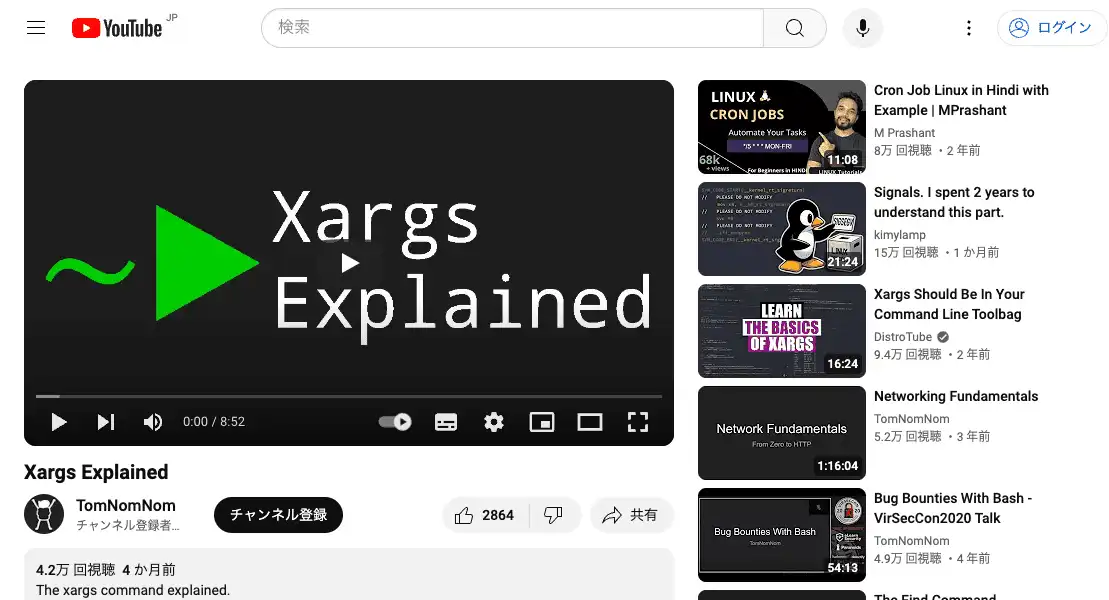 YouTube JP
検索
ログイン
Xargs
Explained
0:00 / 8:52
Xargs Explained
TomNomNom
チャンネル登録者…
チャンネル登録
2864
共有
4.2万 回視聴 4 か月前
The xargs command explained.
LINUX
CRON JOBS
Automate Your Tasks
*/5 * * * MON-FRI
68k
+ views
For Beginners in HINDI
LINUX Tutorials
11:08
Cron Job Linux in Hindi with
Example | MPrashant
M Prashant
8万 回視聴 ・2 年前
// PLEASE DO NOT MODIFY
// PLEASE DO NOT MODIFY
// PLEASE DO NOT MODIFY
21:24
Signals. I spent 2 years to
understand this part.
kimylamp
15万 回視聴 ・1 か月前
LEARN
THE BASICS
OF XARGS
16:24
Xargs Should Be In Your
Command Line Toolbag
DistroTube
9.4万 回視聴 ・2 年前
Network Fundamentals
From Zero to HTTP
1:16:04
Networking Fundamentals
TomNomNom
5.2万 回視聴 ・3 年前
Bug Bounties With Bash
TomNomNom
54:13
Bug Bounties With Bash -
VirSecCon2020 Talk
TomNomNom
4.9万 回視聴 ・4 年前
The Find Command